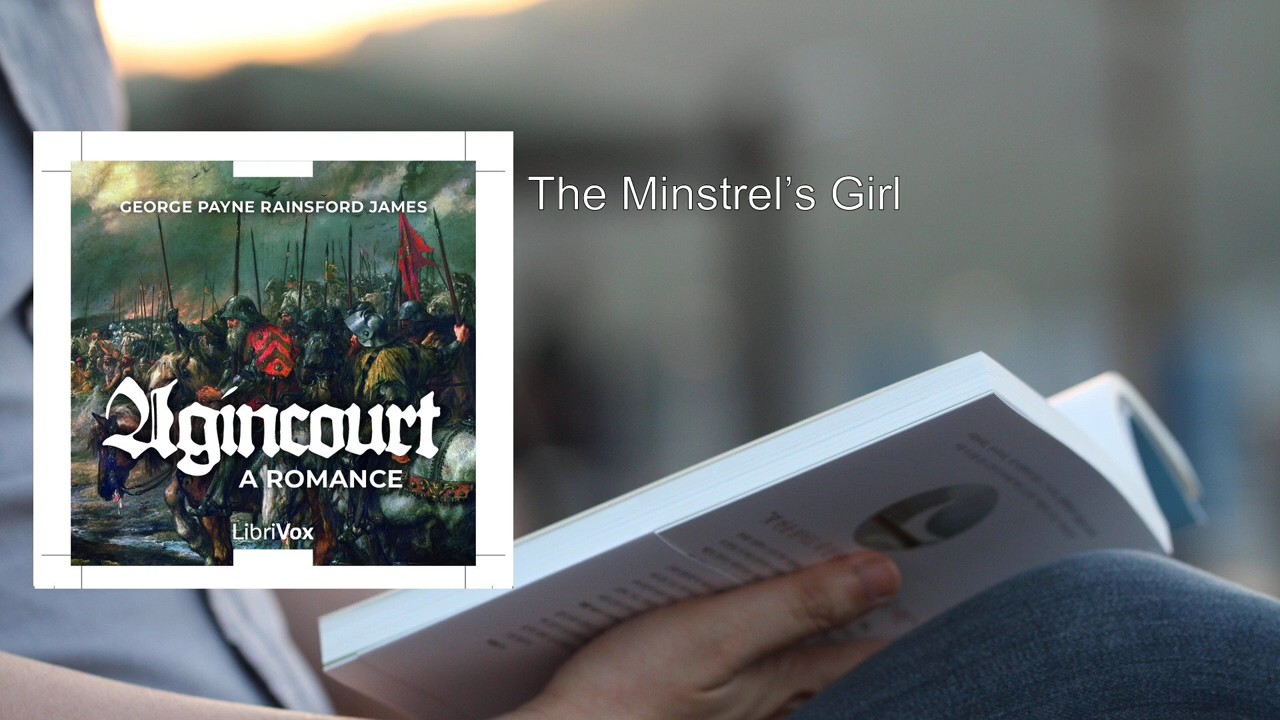 GEORGE PAYNE RAINSFORD JAMES
Agincourt
A ROMANCE
LibriVox
The Minstrel’s Girl